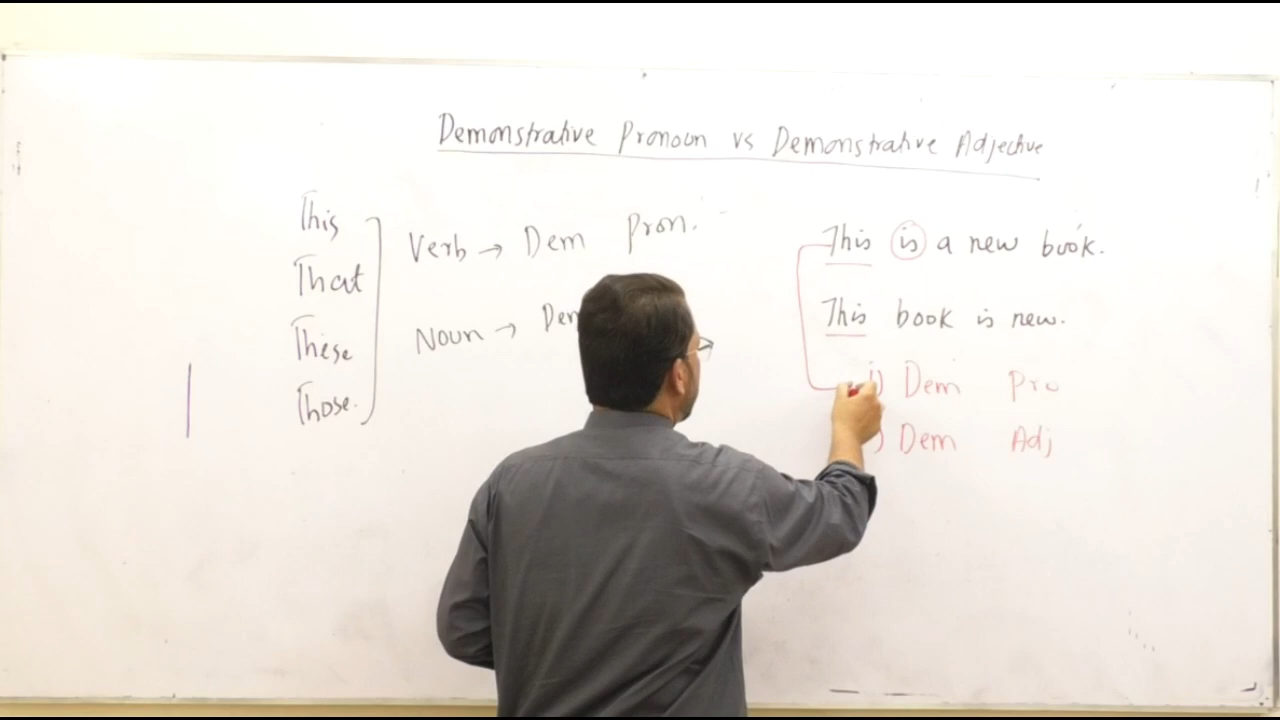 Demonstrative Pronoun vs Demonstrative Adjective
This
That
These
Those.
Verb → Dem Pron.
Noun →
This is a new book.
This book is new.
i) Dem Pro
) Dem Adj